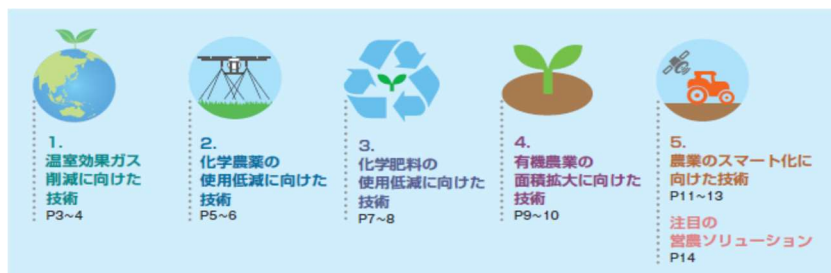 1.
温室効果ガス
削減に向けた
技術
P3~4
2.
化学農薬の
使用低減に向けた
技術
P5~6
3.
化学肥料の
使用低減に向けた
技術
P7~8
4.
有機農業の
面積拡大に向けた
技術
P9~10
5.
農業のスマート化に
向けた技術
P11~13
注目の
営農ソリューション
P14